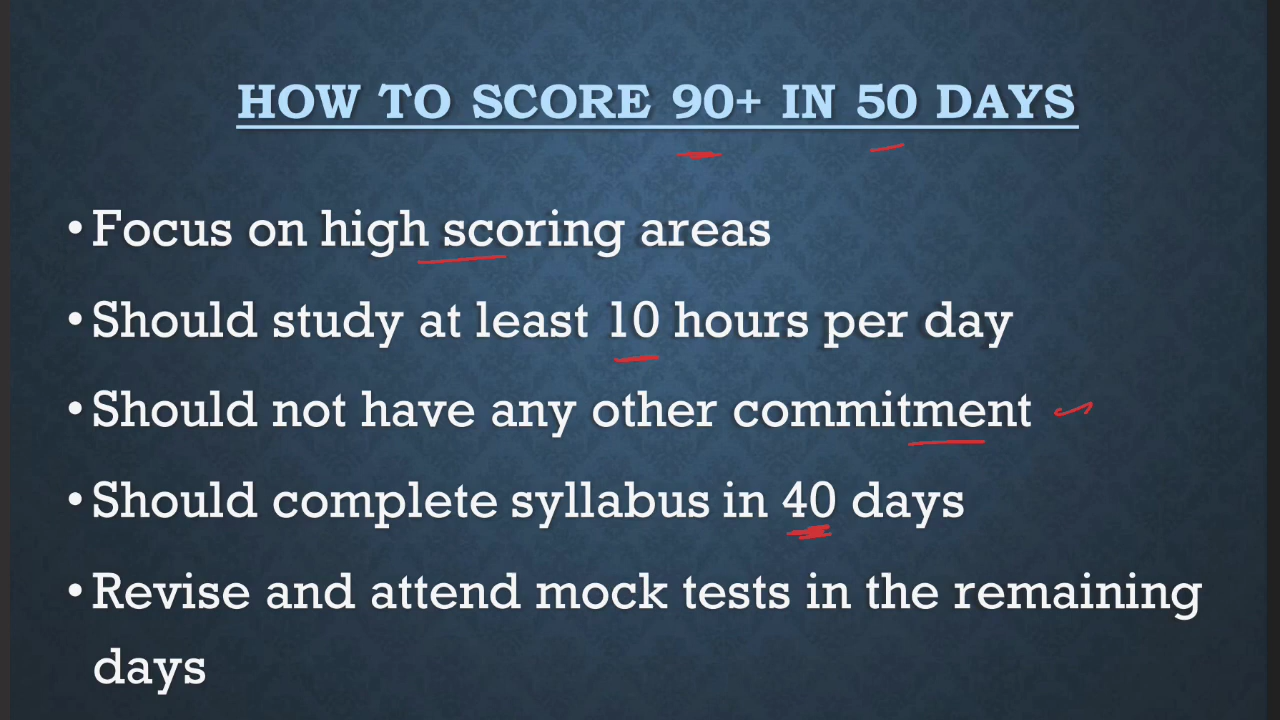 HOW TO SCORE 90+ IN 50 DAYS
• Focus on high scoring areas
• Should study at least 10 hours per day
• Should not have any other commitment
• Should complete syllabus in 40 days
• Revise and attend mock tests in the remaining
days